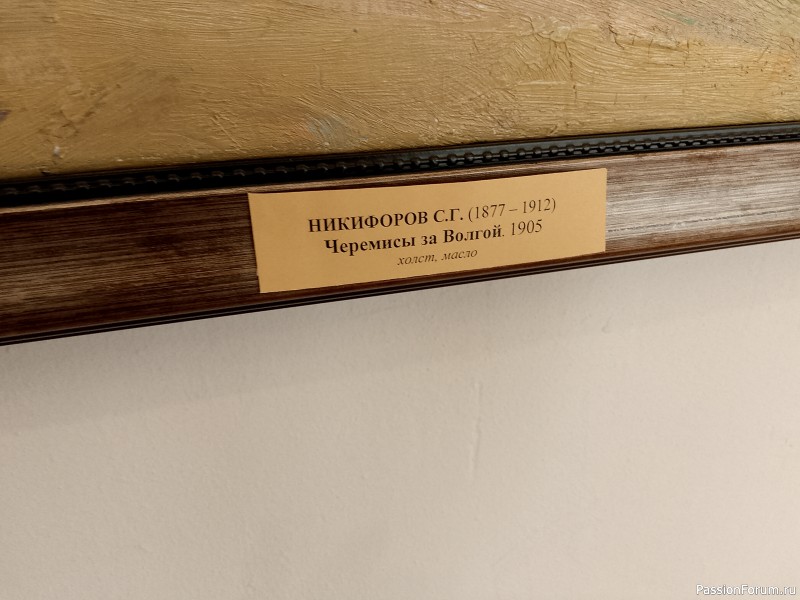 НИКИФОРОВ С.Г. (1877 – 1912)
Черемисы за Волгой. 1905
холст, масло
PassionForum.ru